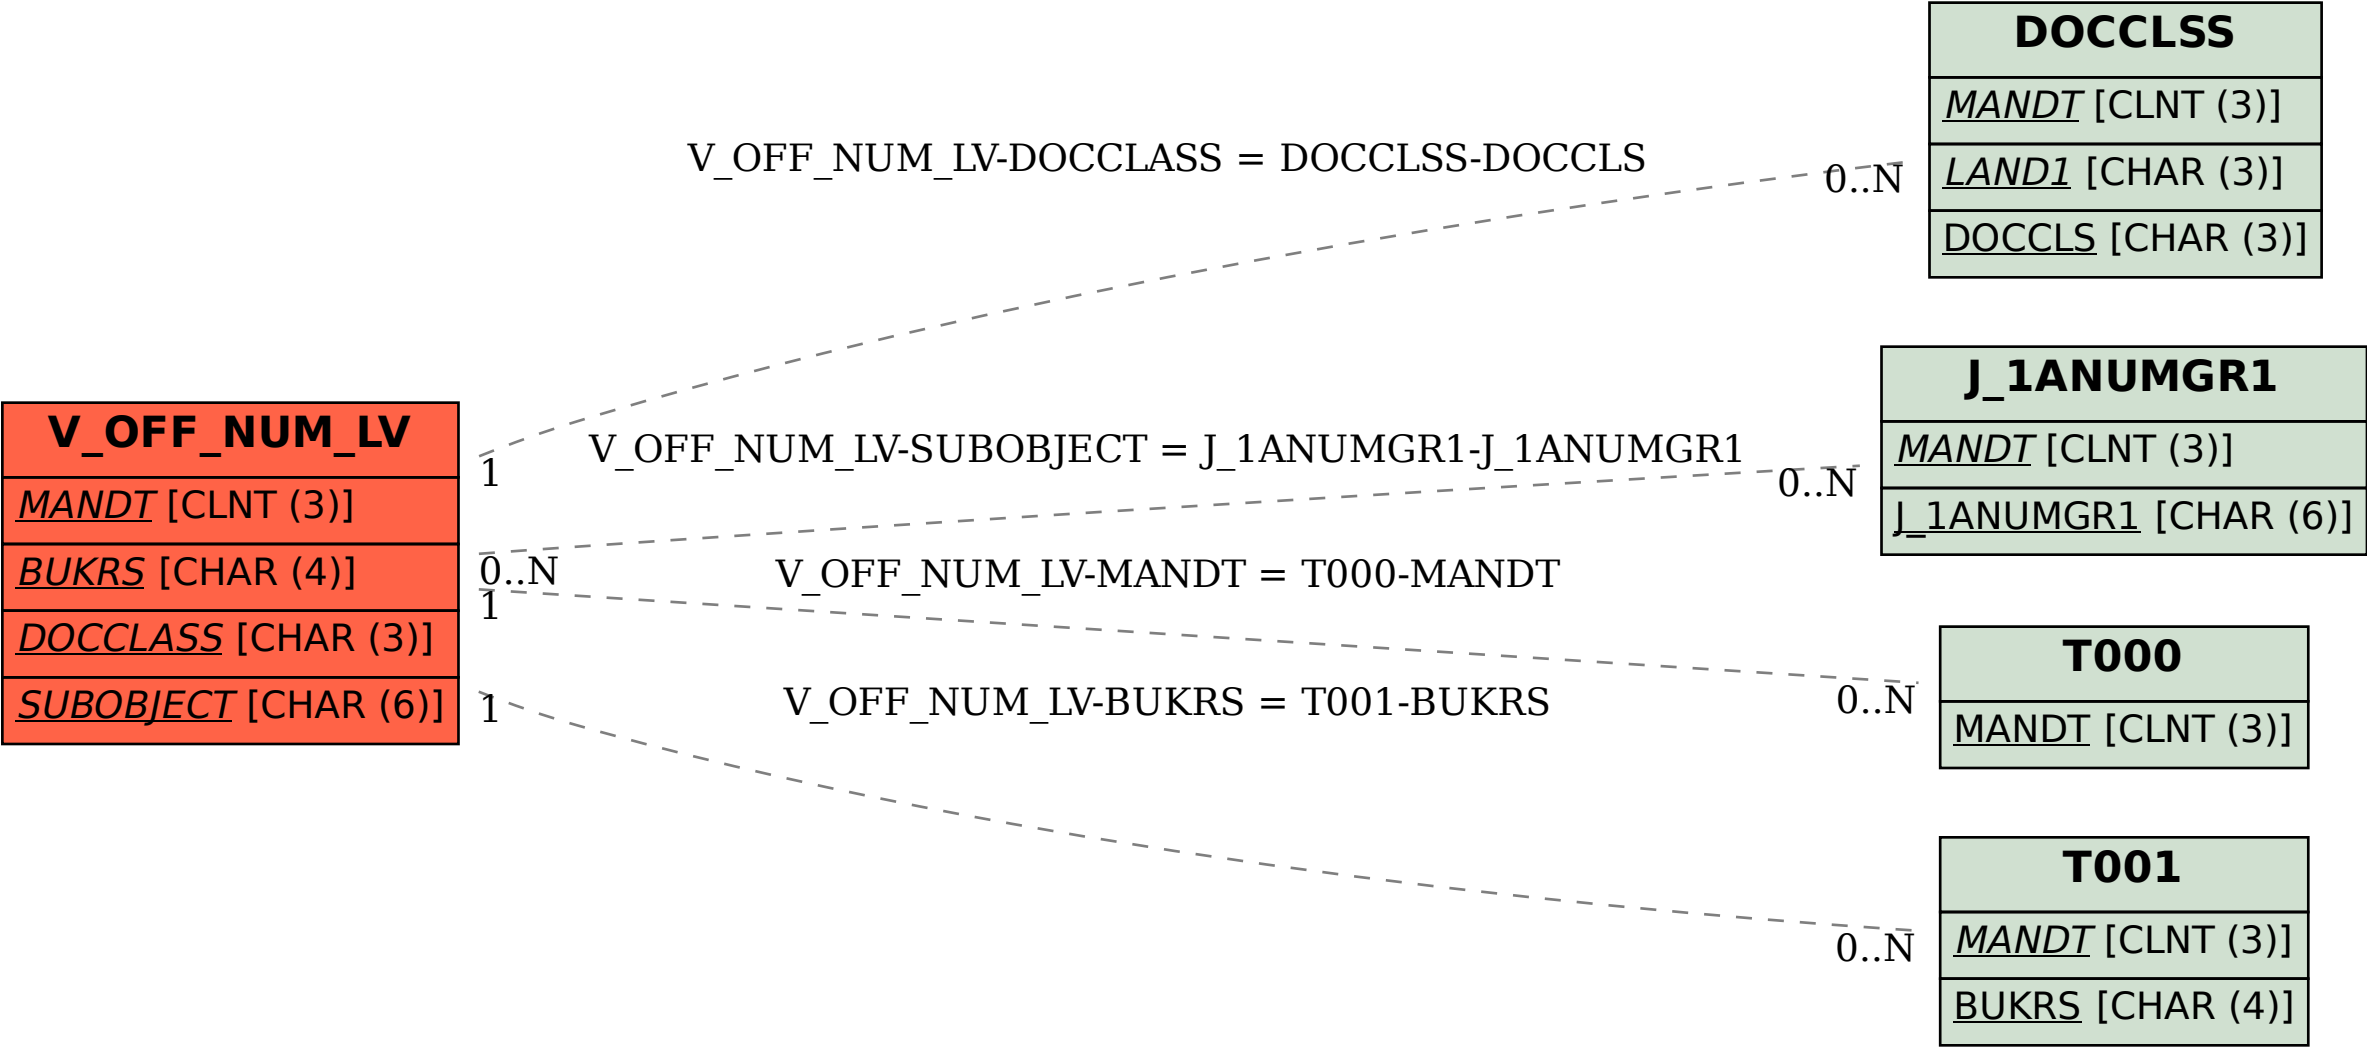 DOCCLSS
MANDT [CLNT (3)]
LAND1 [CHAR (3)]
DOCCLS [CHAR (3)]
V_OFF_NUM_LV-DOCCLASS = DOCCLSS-DOCCLS
0..N
1
J_1ANUMGR1
MANDT [CLNT (3)]
J_1ANUMGR1 [CHAR (6)]
V_OFF_NUM_LV-SUBOBJECT = J_1ANUMGR1-J_1ANUMGR1
0..N
0..N
V_OFF_NUM_LV
MANDT [CLNT (3)]
BUKRS [CHAR (4)]
DOCCLASS [CHAR (3)]
SUBOBJECT [CHAR (6)]
V_OFF_NUM_LV-MANDT = T000-MANDT
1
0..N
T000
MANDT [CLNT (3)]
V_OFF_NUM_LV-BUKRS = T001-BUKRS
1
0..N
T001
MANDT [CLNT (3)]
BUKRS [CHAR (4)]